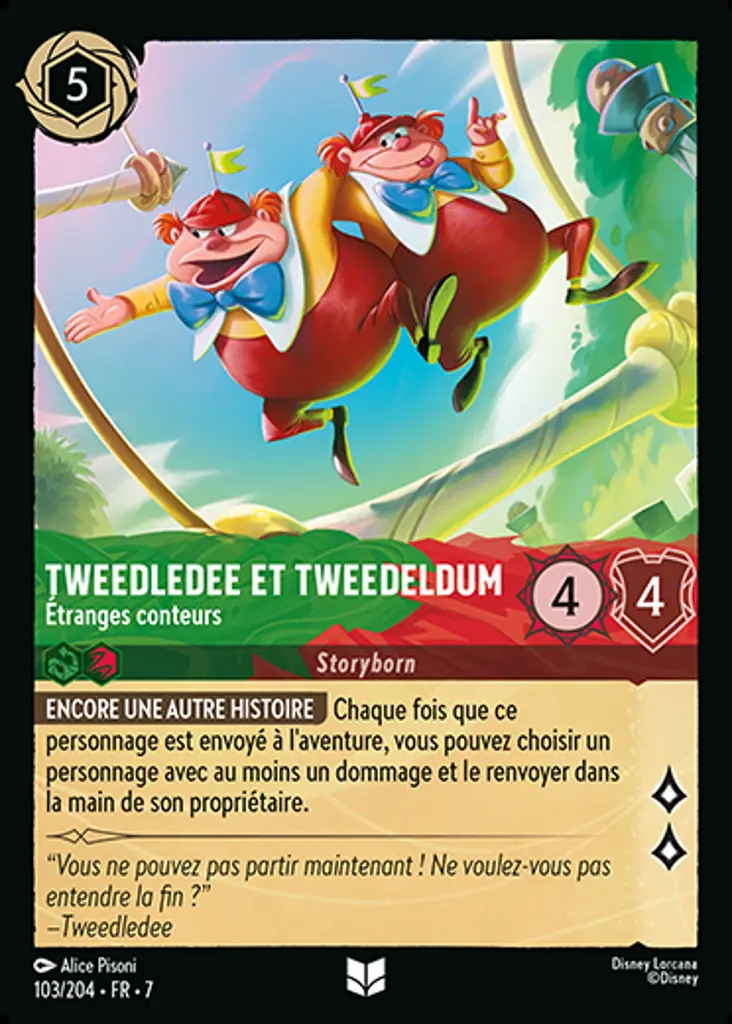 5
TWEEDLEDEE ET TWEEDELDUM
Étranges conteurs
4
4
Storyborn
ENCORE UNE AUTRE HISTOIRE Chaque fois que ce
personnage est envoyé à l'aventure, vous pouvez choisir un
personnage avec au moins un dommage et le renvoyer dans
la main de son propriétaire.
“Vous ne pouvez pas partir maintenant ! Ne voulez-vous pas
entendre la fin ?”
–Tweedledee
Alice Pisoni
103/204 • FR • 7
Disney Lorcana
©Disney